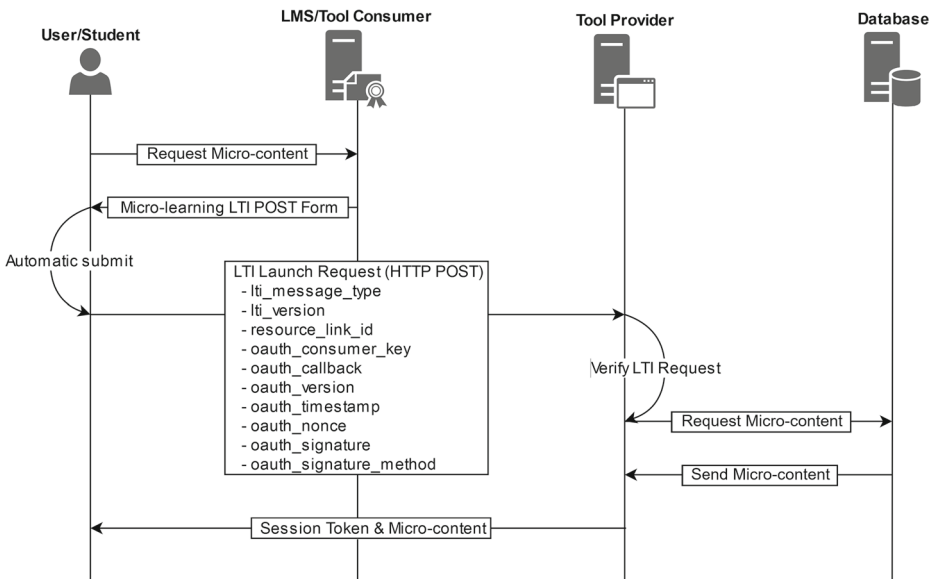 User/Student
LMS/Tool Consumer
Tool Provider
Database
Request Micro-content
Micro-learning LTI POST Form
Automatic submit
LTI Launch Request (HTTP POST)
- lti_message_type
- lti_version
- resource_link_id
- oauth_consumer_key
- oauth_callback
- oauth_version
- oauth_timestamp
- oauth_nonce
- oauth_signature
- oauth_signature_method
Verify LTI Request
Request Micro-content
Send Micro-content
Session Token & Micro-content